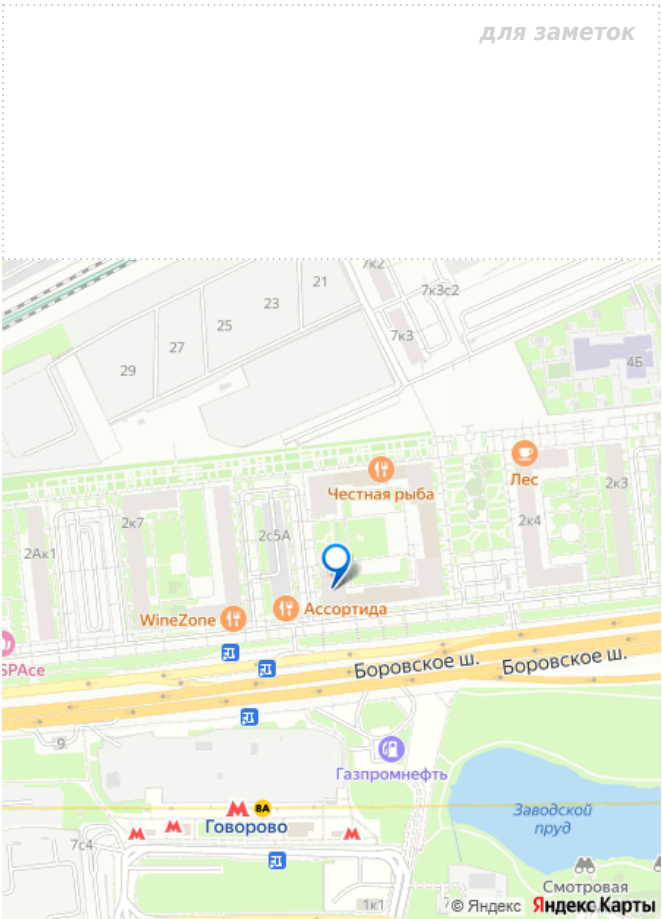 для заметок
7к2
21
7к3с2
23
25
7к3
27
4Б
29
Лес
Честная рыба
2к3
2к7
2к4
2с5А
2Ак1
Ассортида
WineZone
SPAce
Боровское ш.
Боровское ш.
9
Газпромнефть
8А
Говорово
Заводской
пруд
7с4
Смотровая
1к1
© Яндекс Яндекс Карты